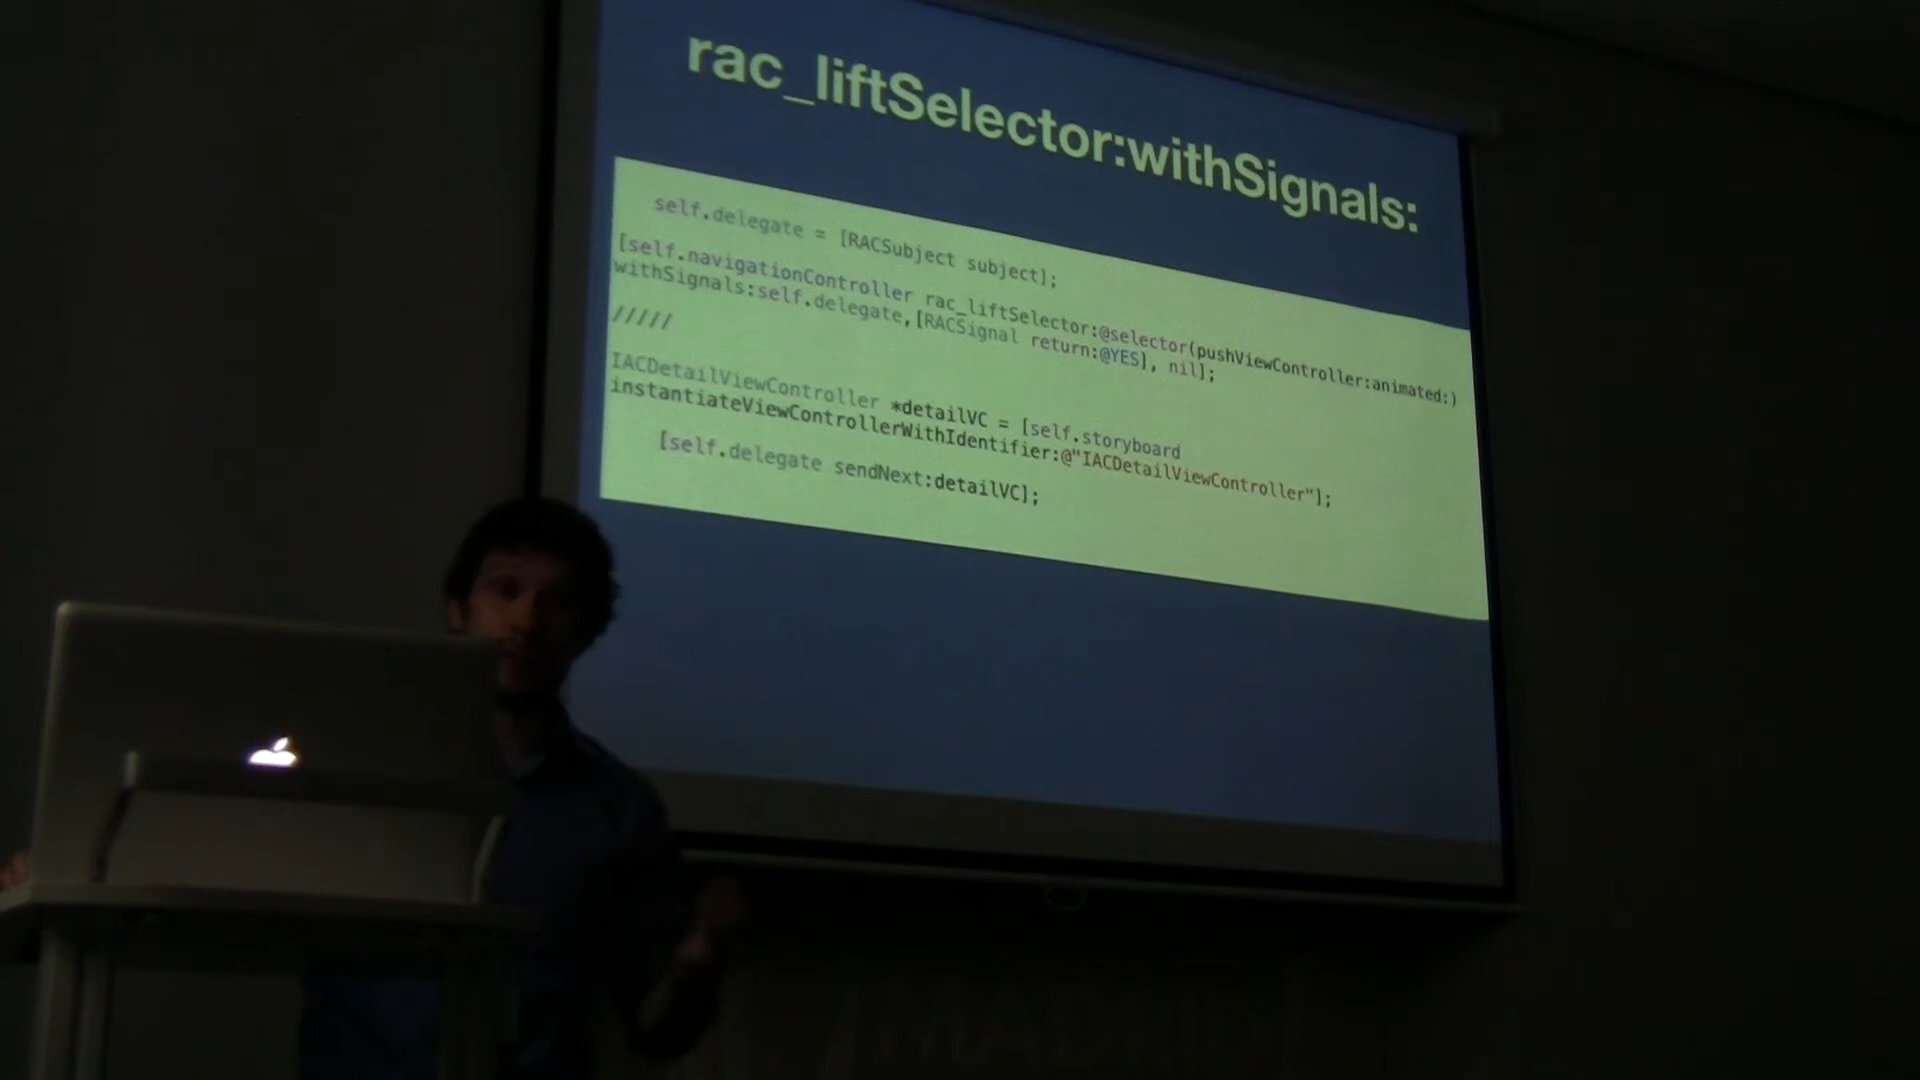 rac_liftSelector:withSignals:
self.delegate = [RACSubject subject];
[self.navigationController rac_liftSelector:@selector(pushViewController:animated:)
withSignals:self.delegate,[RACSignal return:@YES], nil];
/////
IACDetailViewController *detailVC = [self.storyboard
instantiateViewControllerWithIdentifier:@"IACDetailViewController"];
[self.delegate sendNext:detailVC];
MADRID